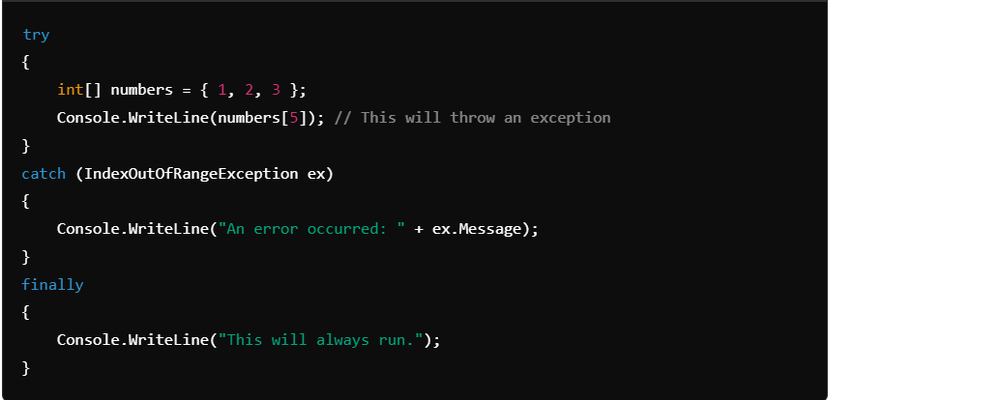 try
{
    int[] numbers = { 1, 2, 3 };
    Console.WriteLine(numbers[5]); // This will throw an exception
}
catch (IndexOutOfRangeException ex)
{
    Console.WriteLine("An error occurred: " + ex.Message);
}
finally
{
    Console.WriteLine("This will always run.");
}